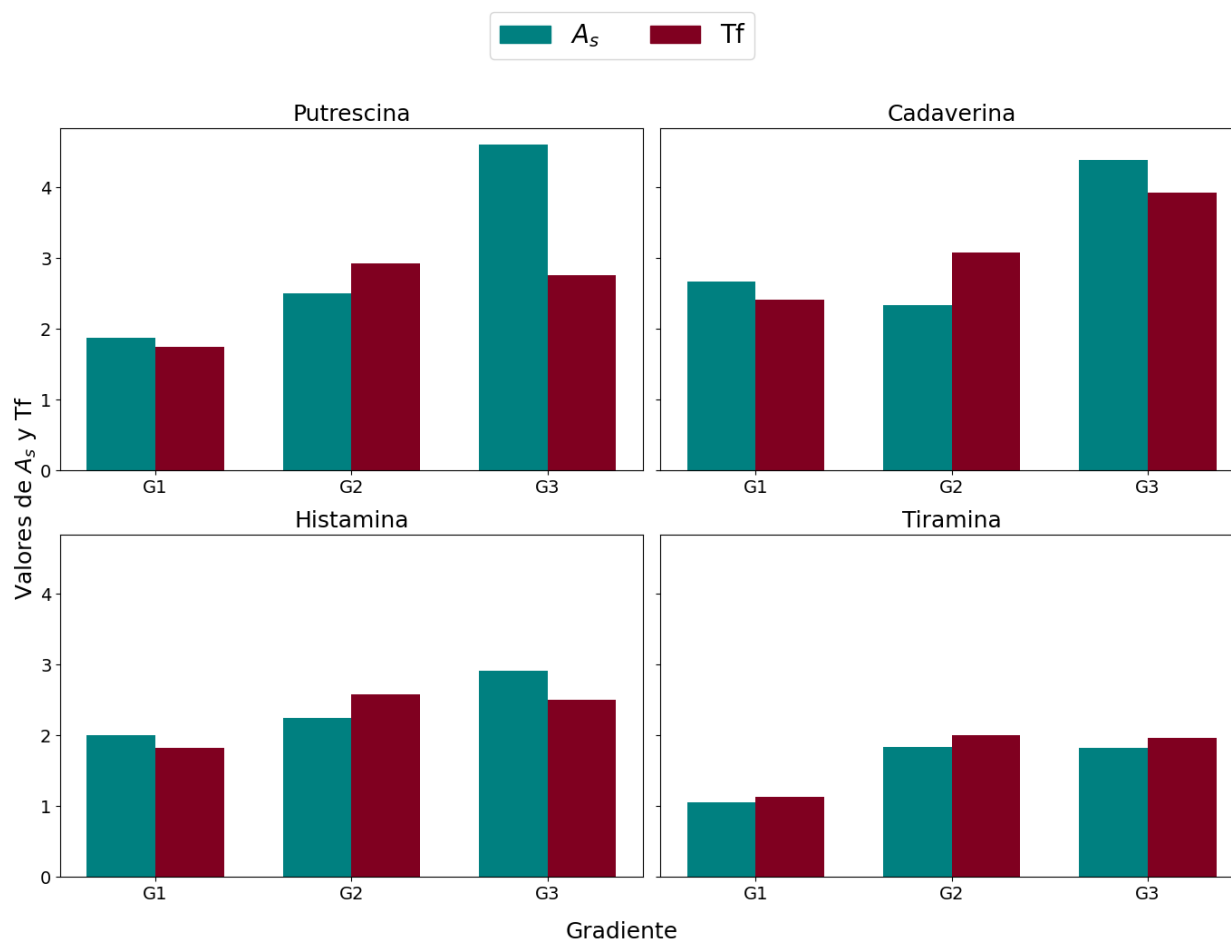 A_s Tf
Putrescina
Cadaverina
4
3
2
1
0
G1 G2 G3
G1 G2 G3
Valores de A_s y Tf
Histamina
Tiramina
4
3
2
1
0
G1 G2 G3
G1 G2 G3
Gradiente